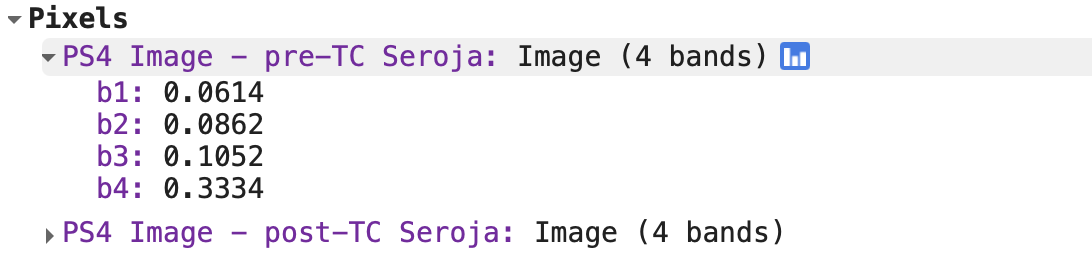 Pixels
PS4 Image – pre-TC Seroja: Image (4 bands)
b1: 0.0614
b2: 0.0862
b3: 0.1052
b4: 0.3334
PS4 Image – post-TC Seroja: Image (4 bands)